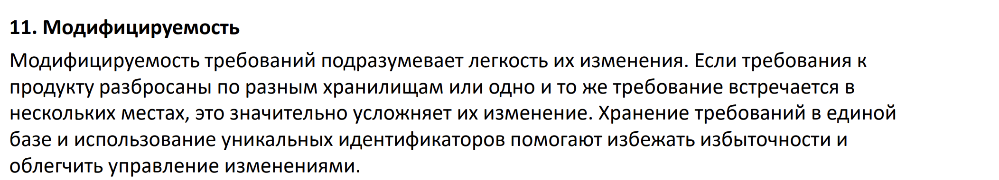 11. Модифицируемость
Модифицируемость требований подразумевает легкость их изменения. Если требования к
продукту разбросаны по разным хранилищам или одно и то же требование встречается в
нескольких местах, это значительно усложняет их изменение. Хранение требований в единой
базе и использование уникальных идентификаторов помогают избежать избыточности и
облегчить управление изменениями.